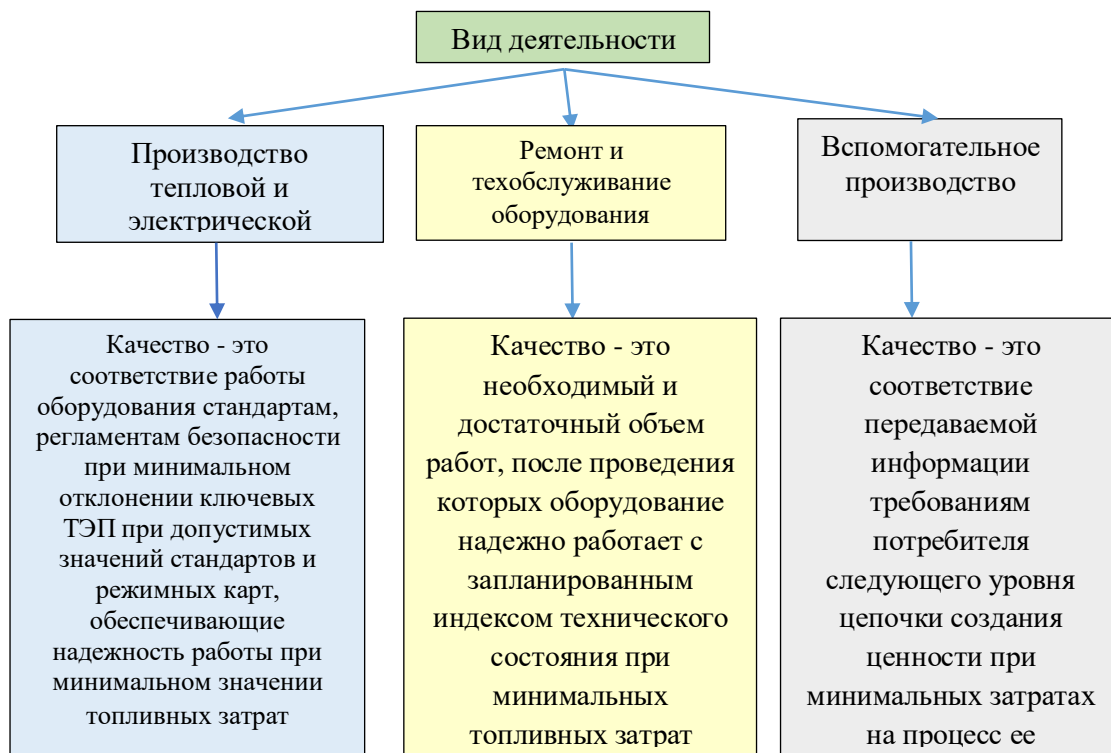 Вид деятельности
Производство
тепловой и
электрической
Ремонт и
техобслуживание
оборудования
Вспомогательное
производство
Качество - это
соответствие работы
оборудования стандартам,
регламентам безопасности
при минимальном
отклонении ключевых
ТЭП при допустимых
значений стандартов и
режимных карт,
обеспечивающие
надежность работы при
минимальном значении
топливных затрат
Качество - это
необходимый и
достаточный объем
работ, после проведения
которых оборудование
надежно работает с
запланированным
индексом технического
состояния при
минимальных
топливных затрат
Качество - это
соответствие
передаваемой
информации
требованиям
потребителя
следующего уровня
цепочки создания
ценности при
минимальных затратах
на процесс ее